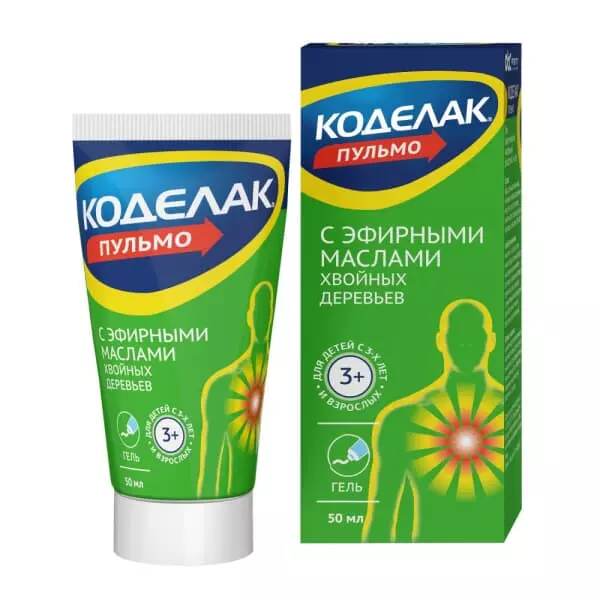 КОДЕЛАК
ПУЛЬМО
С ЭФИРНЫМИ
МАСЛАМИ
ХВОЙНЫХ
ДЕРЕВЬЕВ
ДЛЯ ДЕТЕЙ С 3-Х ЛЕТ
И ВЗРОСЛЫХ
3+
ГЕЛЬ
50 мл
КОДЕЛАК®
ПУЛЬМО
С ЭФИРНЫМИ
МАСЛАМИ
ХВОЙНЫХ
ДЕРЕВЬЕВ
ДЛЯ ДЕТЕЙ С 3-Х ЛЕТ
И ВЗРОСЛЫХ
3+
ГЕЛЬ
50 мл
КОДЕЛАК